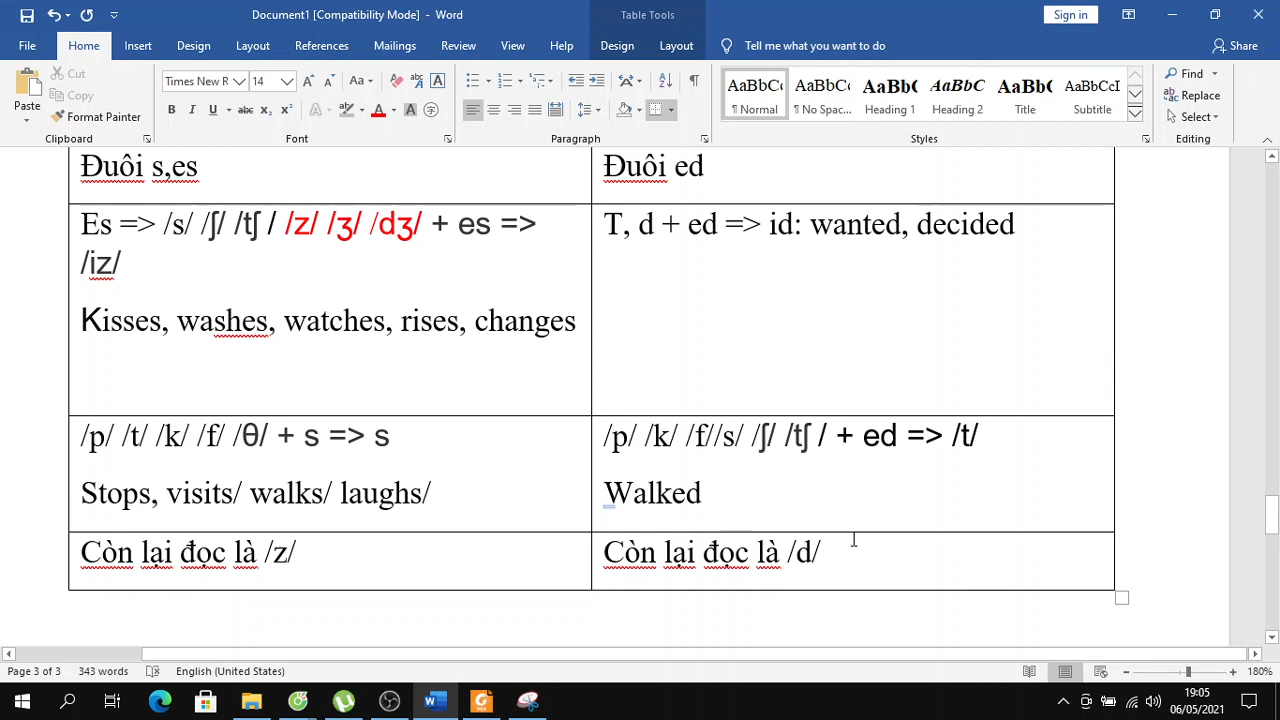 Document1 [Compatibility Mode] - Word
Table Tools
Sign in
File Home Insert Design Layout References Mailings Review View Help Design Layout Tell me what you want to do Share
Cut
Copy
Paste
Format Painter
Clipboard
Times New R 14
Font
Paragraph
AaBbCc AaBbCc AaBb( AaBbCc AaBb( AaBbCcI
¶ Normal ¶ No Spac... Heading 1 Heading 2 Title Subtitle
Styles
Find
Replace
Select
Editing
Đuôi s,es
Đuôi ed
Es => /s/ /ʃ/ /tʃ / /z/ /ʒ/ /dʒ/ + es =>
/iz/
Kisses, washes, watches, rises, changes
T, d + ed => id: wanted, decided
/p/ /t/ /k/ /f/ /θ/ + s => s
Stops, visits/ walks/ laughs/
/p/ /k/ /f//s/ /ʃ/ /tʃ / + ed => /t/
Walked
Còn lại đọc là /z/
Còn lại đọc là /d/
Page 3 of 3 343 words English (United States) 180%
19:05
06/05/2021